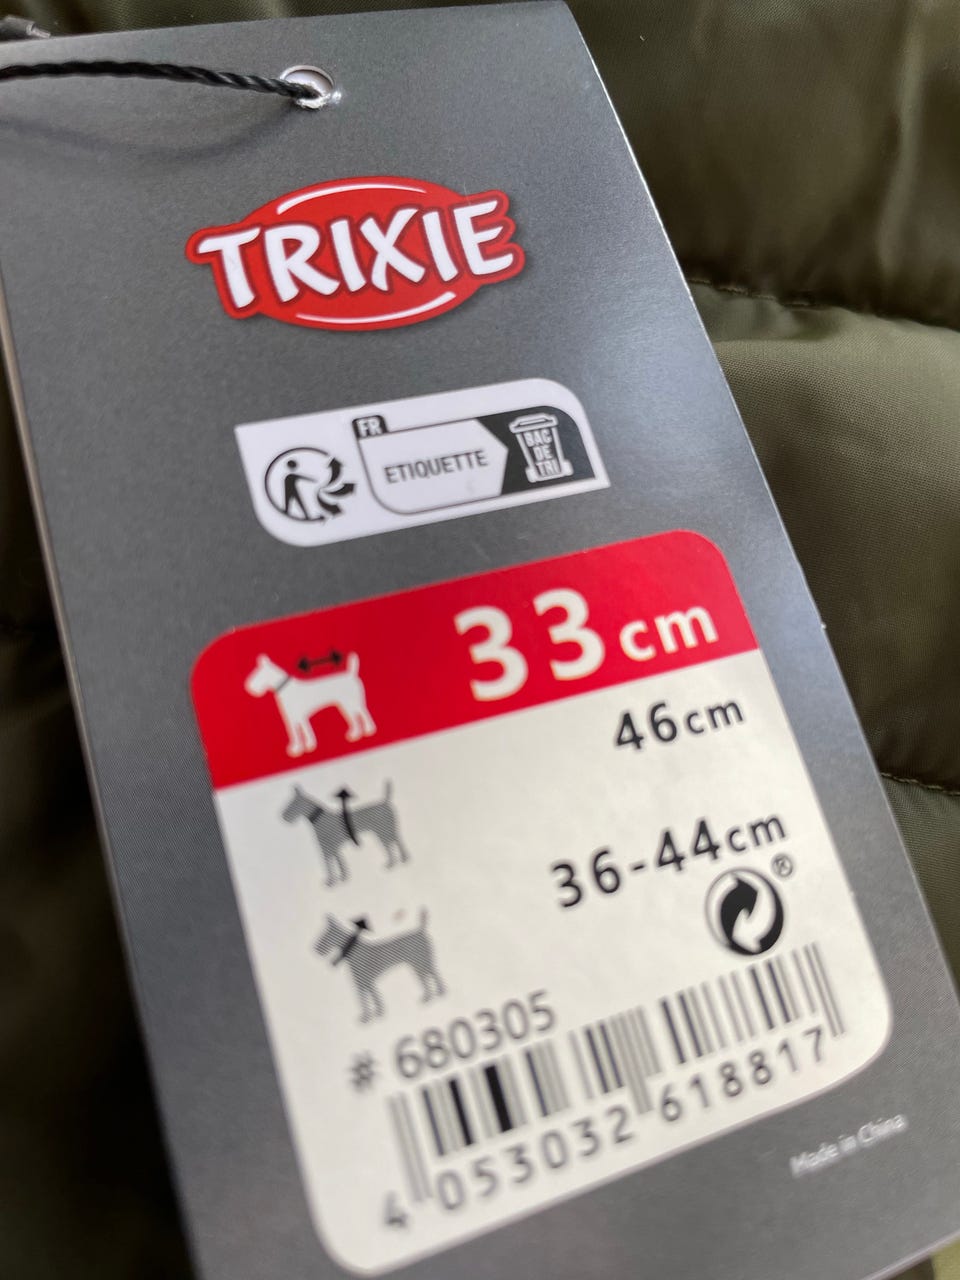 TRIXIE
FR
ETIQUETTE
BAC
DE
TRI
33 cm
46cm
36-44cm
®
# 680305
4 053032 618817
Made in China